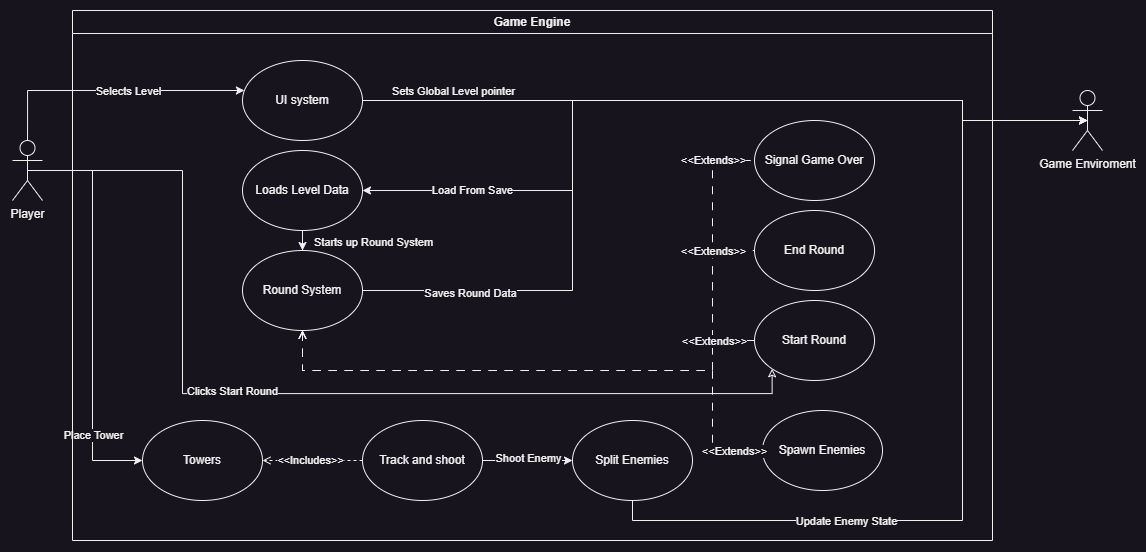 Game Engine
Selects Level
UI system
Sets Global Level pointer
Player
Game Enviroment
<<Extends>>
Signal Game Over
Loads Level Data
Load From Save
Starts up Round System
<<Extends>>
End Round
Round System
Saves Round Data
<<Extends>>
Start Round
Clicks Start Round
Place Tower
Towers
<<Includes>>
Track and shoot
Shoot Enemy
Split Enemies
<<Extends>>
Spawn Enemies
Update Enemy State